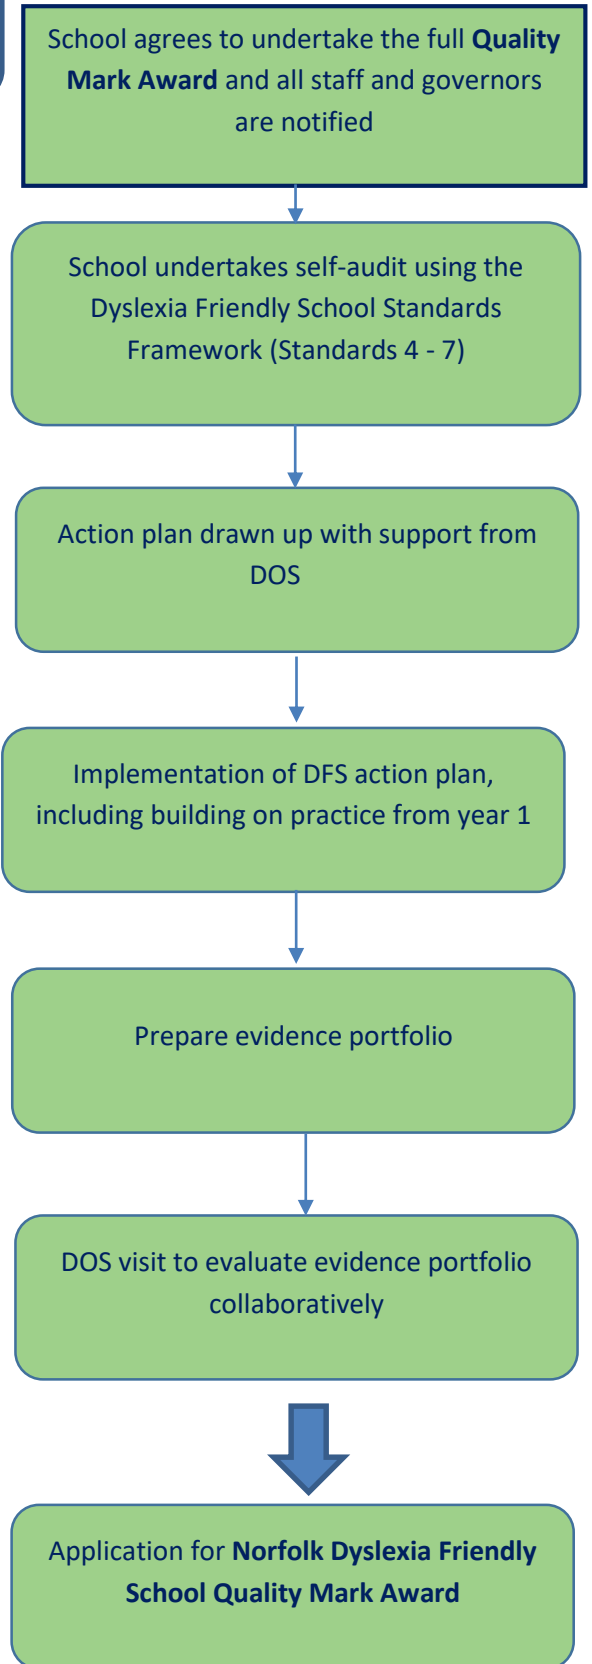 School agrees to undertake the full Quality
Mark Award and all staff and governors
are notified
School undertakes self-audit using the
Dyslexia Friendly School Standards
Framework (Standards 4 - 7)
Action plan drawn up with support from
DOS
Implementation of DFS action plan,
including building on practice from year 1
Prepare evidence portfolio
DOS visit to evaluate evidence portfolio
collaboratively
Application for Norfolk Dyslexia Friendly
School Quality Mark Award